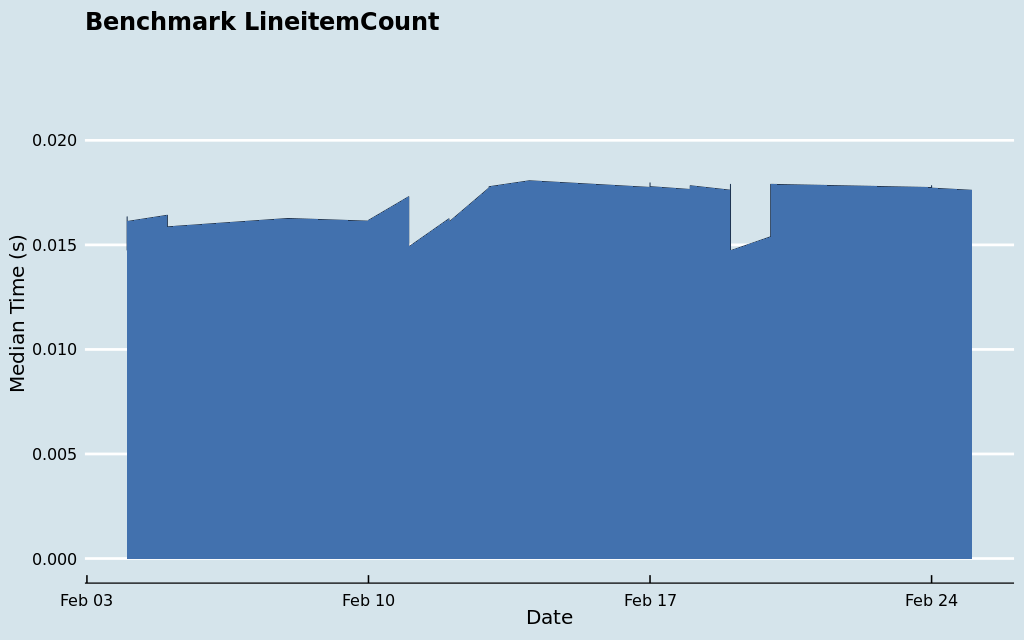 Benchmark LineitemCount
0.020
0.015
0.010
0.005
0.000
Median Time (s)
Feb 03
Feb 10
Feb 17
Feb 24
Date